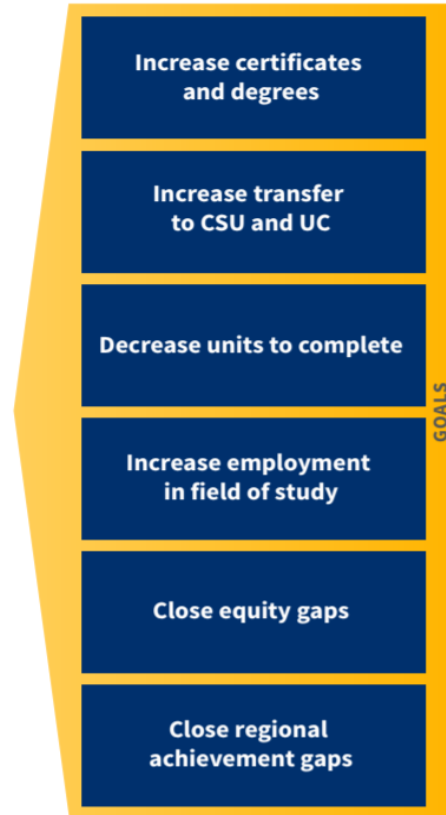 Increase certificates
and degrees
Increase transfer
to CSU and UC
Decrease units to complete
Increase employment
in field of study
Close equity gaps
Close regional
achievement gaps
GOALS